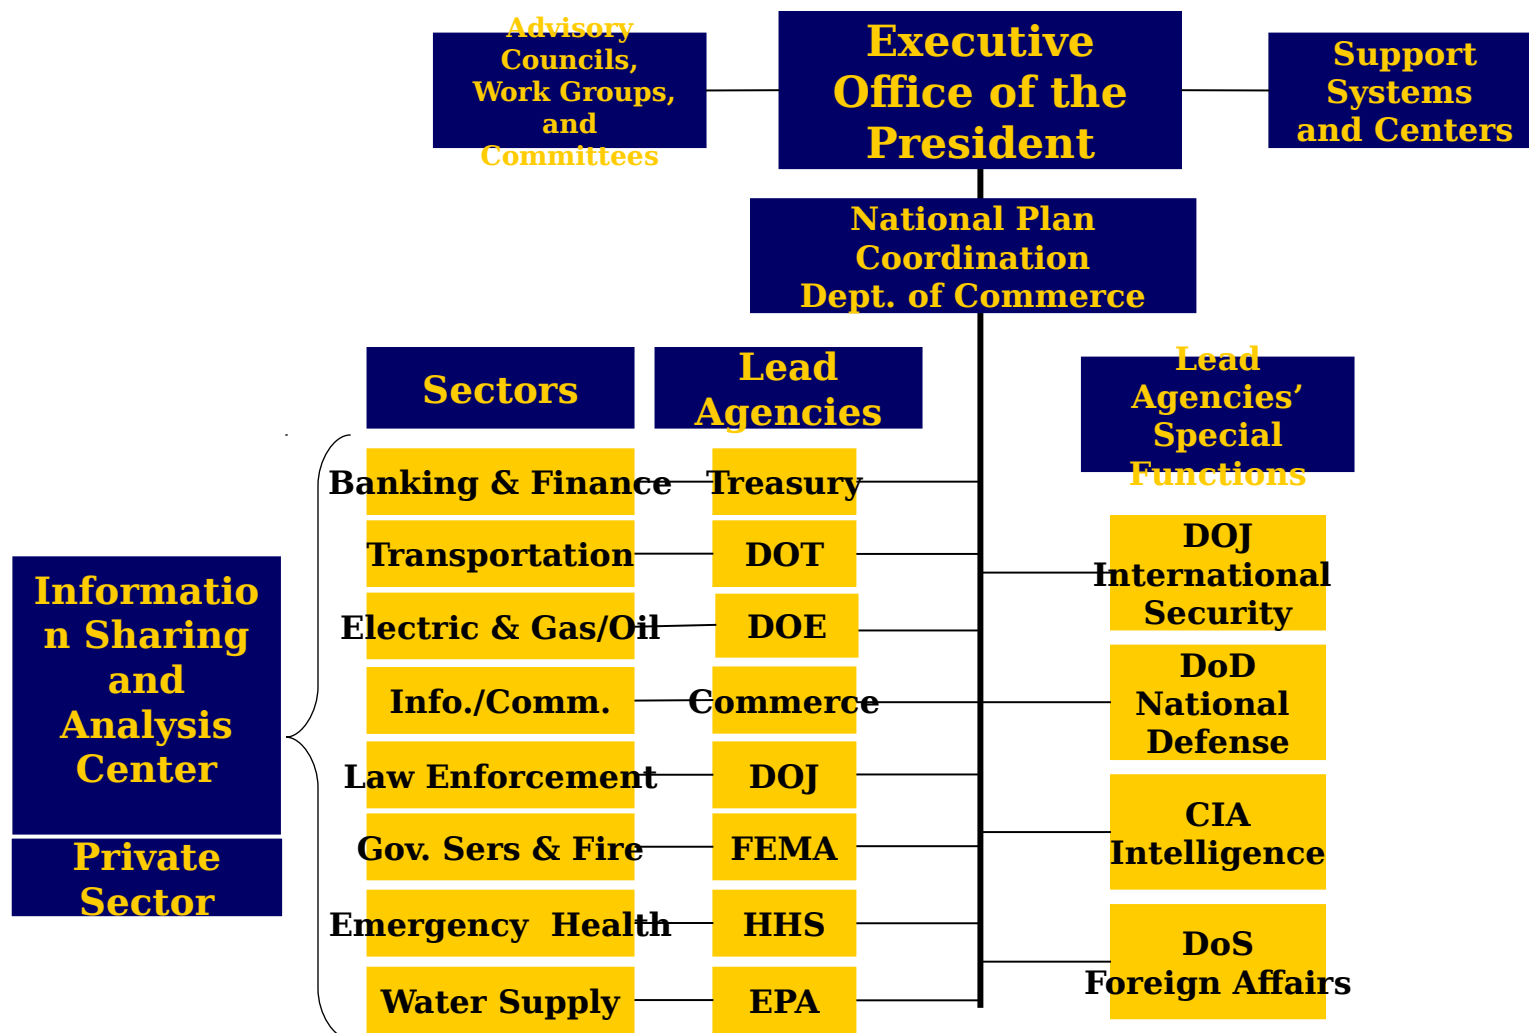 Advisory
Councils,
Work Groups,
and
Committees
Executive
Office of the
President
Support
Systems
and Centers
National Plan
Coordination
Dept. of Commerce
Sectors
Lead
Agencies
Lead
Agencies’
Special
Functions
Banking & Finance
Treasury
Transportation
DOT
Electric & Gas/Oil
DOE
Info./Comm.
Commerce
Law Enforcement
DOJ
Gov. Sers & Fire
FEMA
Emergency  Health
HHS
Water Supply
EPA
DOJ
International
Security
DoD
National
Defense
CIA
Intelligence
DoS
Foreign Affairs
Informatio
n Sharing
and
Analysis
Center
Private
Sector